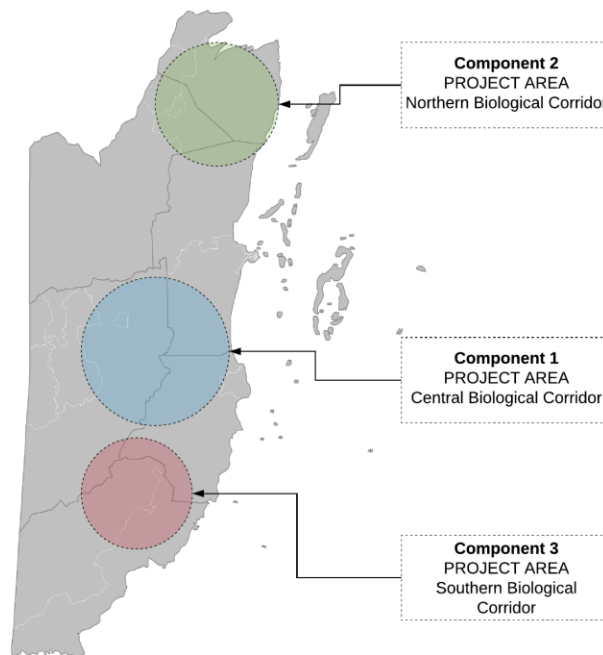 Component 2
PROJECT AREA
Northern Biological Corridor
Component 1
PROJECT AREA
Central Biological Corridor
Component 3
PROJECT AREA
Southern Biological
Corridor